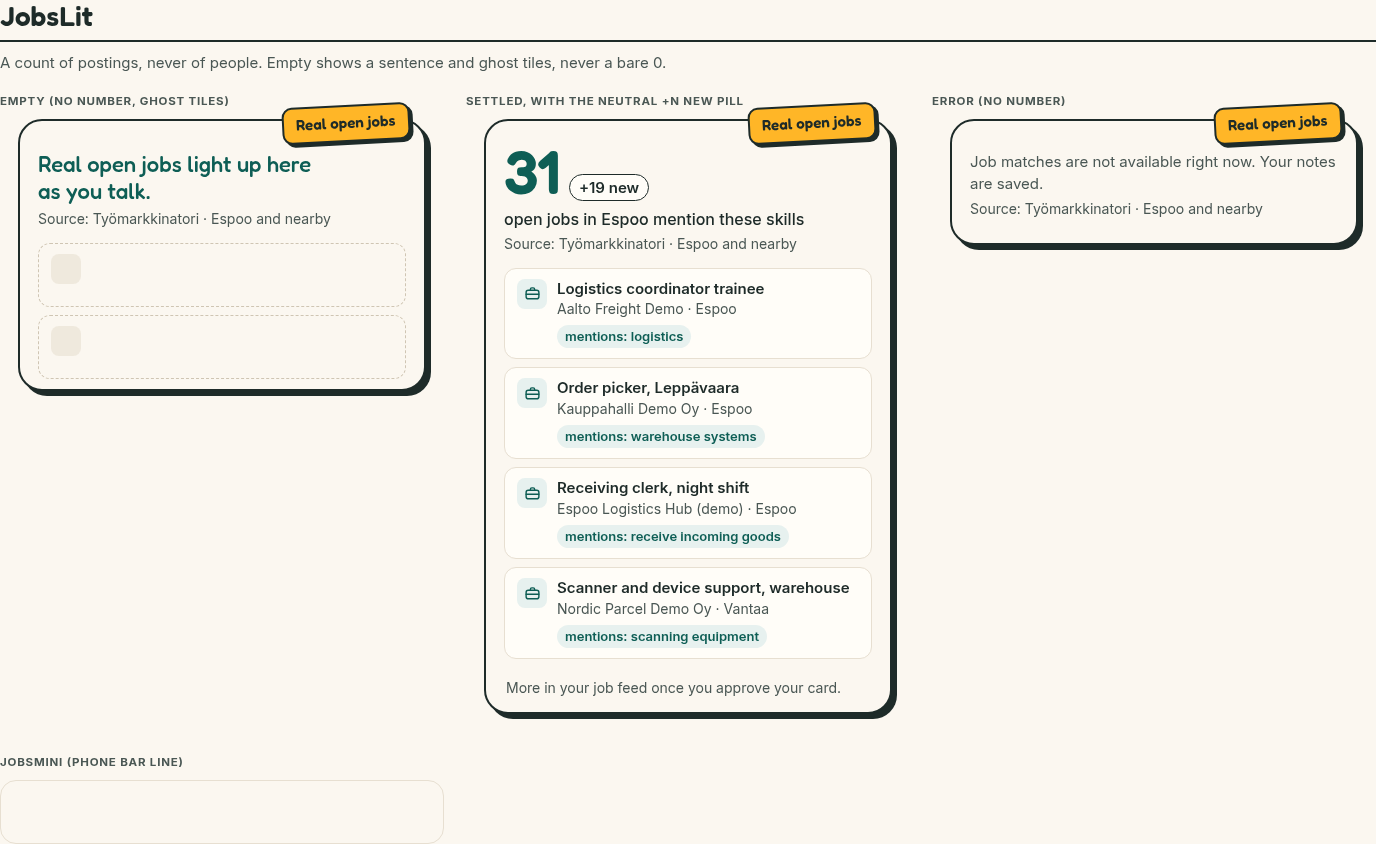 JobsLit
A count of postings, never of people. Empty shows a sentence and ghost tiles, never a bare 0.
EMPTY (NO NUMBER, GHOST TILES)
Real open jobs
Real open jobs light up here
as you talk.
Source: Työmarkkinatori · Espoo and nearby
SETTLED, WITH THE NEUTRAL +N NEW PILL
Real open jobs
31
+19 new
open jobs in Espoo mention these skills
Source: Työmarkkinatori · Espoo and nearby
Logistics coordinator trainee
Aalto Freight Demo · Espoo
mentions: logistics
Order picker, Leppävaara
Kauppahalli Demo Oy · Espoo
mentions: warehouse systems
Receiving clerk, night shift
Espoo Logistics Hub (demo) · Espoo
mentions: receive incoming goods
Scanner and device support, warehouse
Nordic Parcel Demo Oy · Vantaa
mentions: scanning equipment
More in your job feed once you approve your card.
ERROR (NO NUMBER)
Real open jobs
Job matches are not available right now. Your notes
are saved.
Source: Työmarkkinatori · Espoo and nearby
JOBSMINI (PHONE BAR LINE)